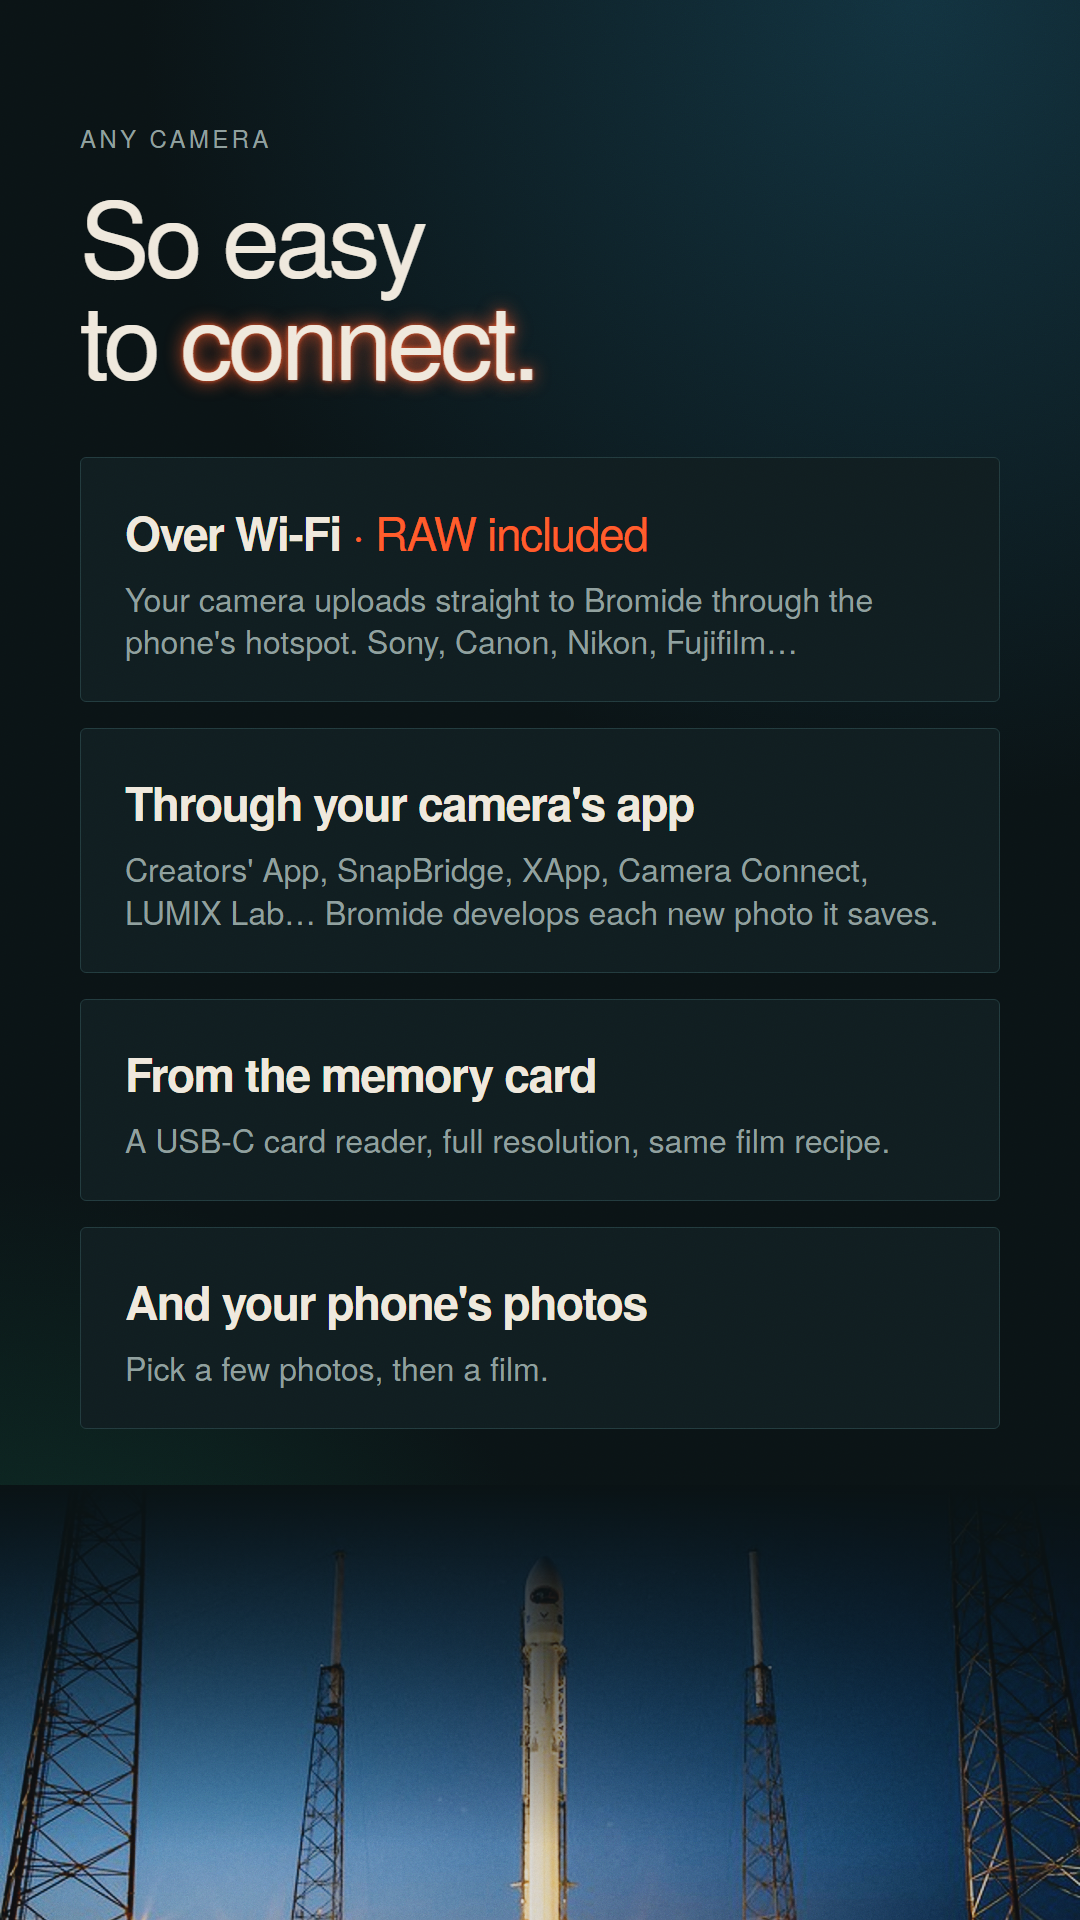 ANY CAMERA
So easy
to connect.
Over Wi-Fi · RAW included
Your camera uploads straight to Bromide through the
phone's hotspot. Sony, Canon, Nikon, Fujifilm…
Through your camera's app
Creators' App, SnapBridge, XApp, Camera Connect,
LUMIX Lab… Bromide develops each new photo it saves.
From the memory card
A USB-C card reader, full resolution, same film recipe.
And your phone's photos
Pick a few photos, then a film.